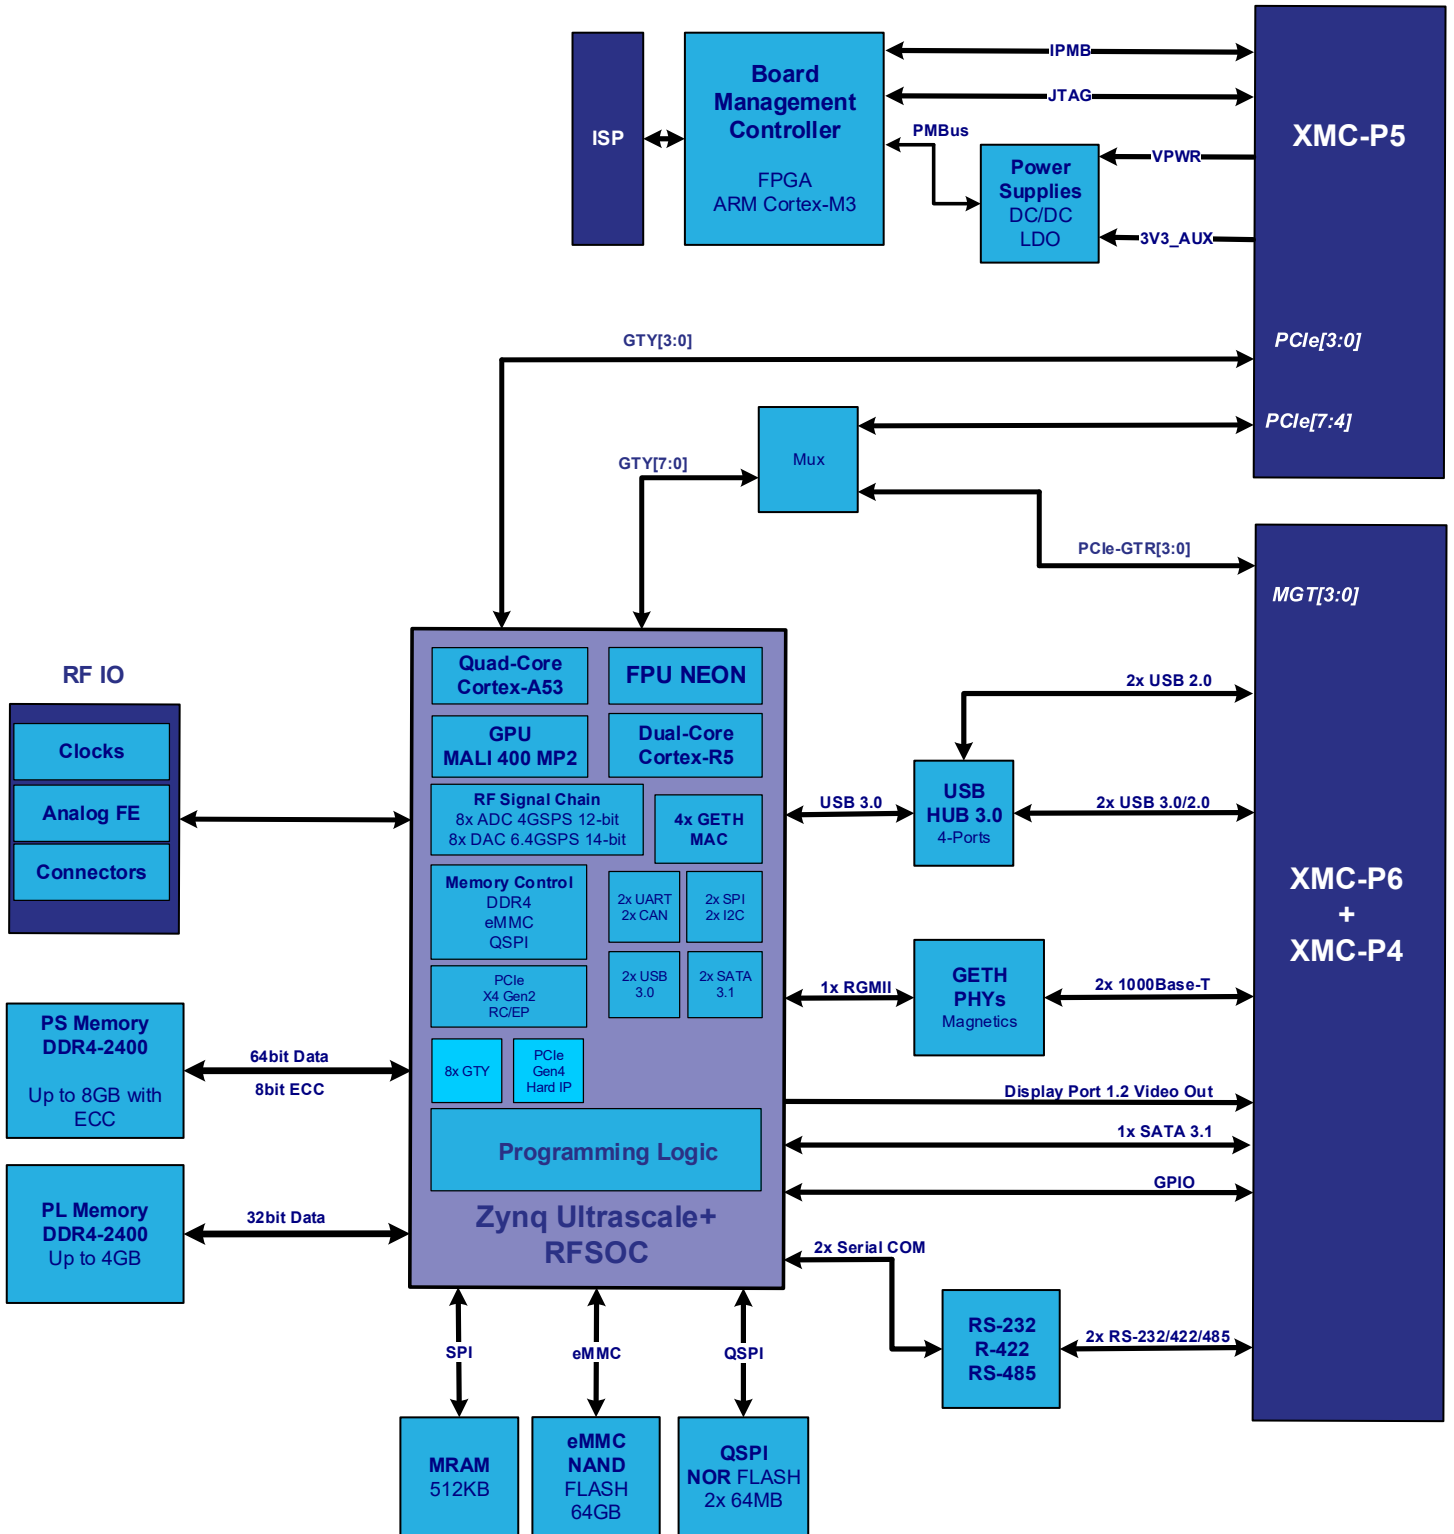 ISP
Board
Management
Controller
FPGA
ARM Cortex-M3
IPMB
JTAG
PMBus
Power
Supplies
DC/DC
LDO
VPWR
3V3_AUX
XMC-P5
PCIe[3:0]
PCIe[7:4]
GTY[3:0]
GTY[7:0]
Mux
PCIe-GTR[3:0]
MGT[3:0]
XMC-P6
+
XMC-P4
RF IO
Clocks
Analog FE
Connectors
Quad-Core
Cortex-A53
FPU NEON
GPU
MALI 400 MP2
Dual-Core
Cortex-R5
RF Signal Chain
8x ADC 4GSPS 12-bit
8x DAC 6.4GSPS 14-bit
4x GETH
MAC
Memory Control
DDR4
eMMC
QSPI
2x UART
2x CAN
2x SPI
2x I2C
PCIe
X4 Gen2
RC/EP
2x USB
3.0
2x SATA
3.1
8x GTY
PCIe
Gen4
Hard IP
Programming Logic
Zynq Ultrascale+
RFSOC
2x USB 2.0
USB 3.0
USB
HUB 3.0
4-Ports
2x USB 3.0/2.0
1x RGMII
GETH
PHYs
Magnetics
2x 1000Base-T
Display Port 1.2 Video Out
1x SATA 3.1
GPIO
2x Serial COM
RS-232
R-422
RS-485
2x RS-232/422/485
PS Memory
DDR4-2400
Up to 8GB with
ECC
64bit Data
8bit ECC
PL Memory
DDR4-2400
Up to 4GB
32bit Data
SPI
eMMC
QSPI
MRAM
512KB
eMMC
NAND
FLASH
64GB
QSPI
NOR FLASH
2x 64MB